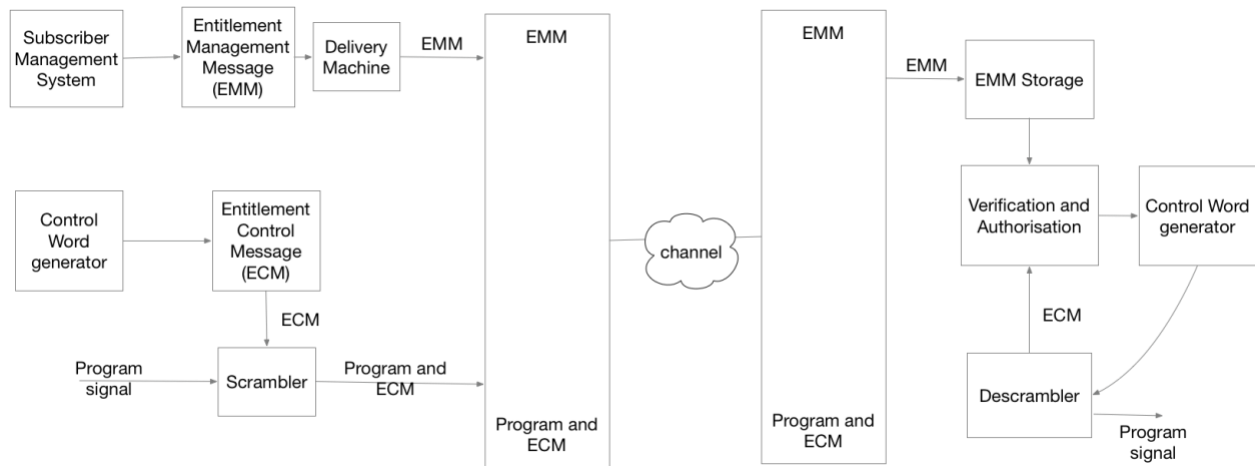 Subscriber
Management
System
Entitlement
Management
Message
(EMM)
Delivery
Machine
EMM
EMM
EMM
EMM
EMM Storage
Control
Word
generator
Entitlement
Control
Message
(ECM)
ECM
Program
signal
Scrambler
Program and
ECM
Program and
ECM
channel
Program and
ECM
Verification and
Authorisation
Control Word
generator
ECM
Descrambler
Program
signal